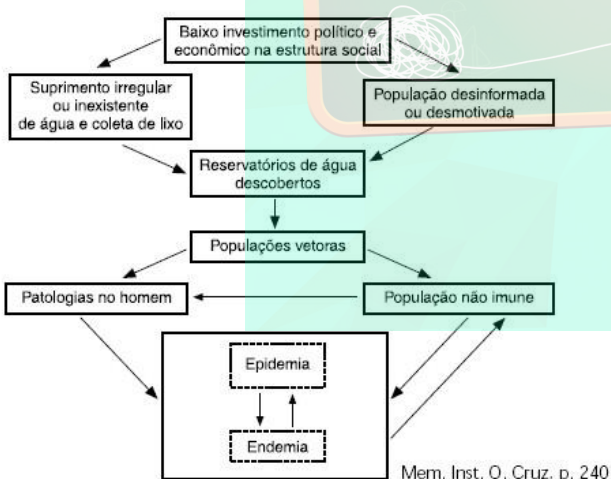 Baixo investimento político e
econômico na estrutura social
Suprimento irregular
ou inexistente
de água e coleta de lixo
População desinformada
ou desmotivada
Reservatórios de água
descobertos
Populações vetoras
Patologias no homem
População não imune
Epidemia
Endemia
Mem. Inst. O. Cruz. p. 240